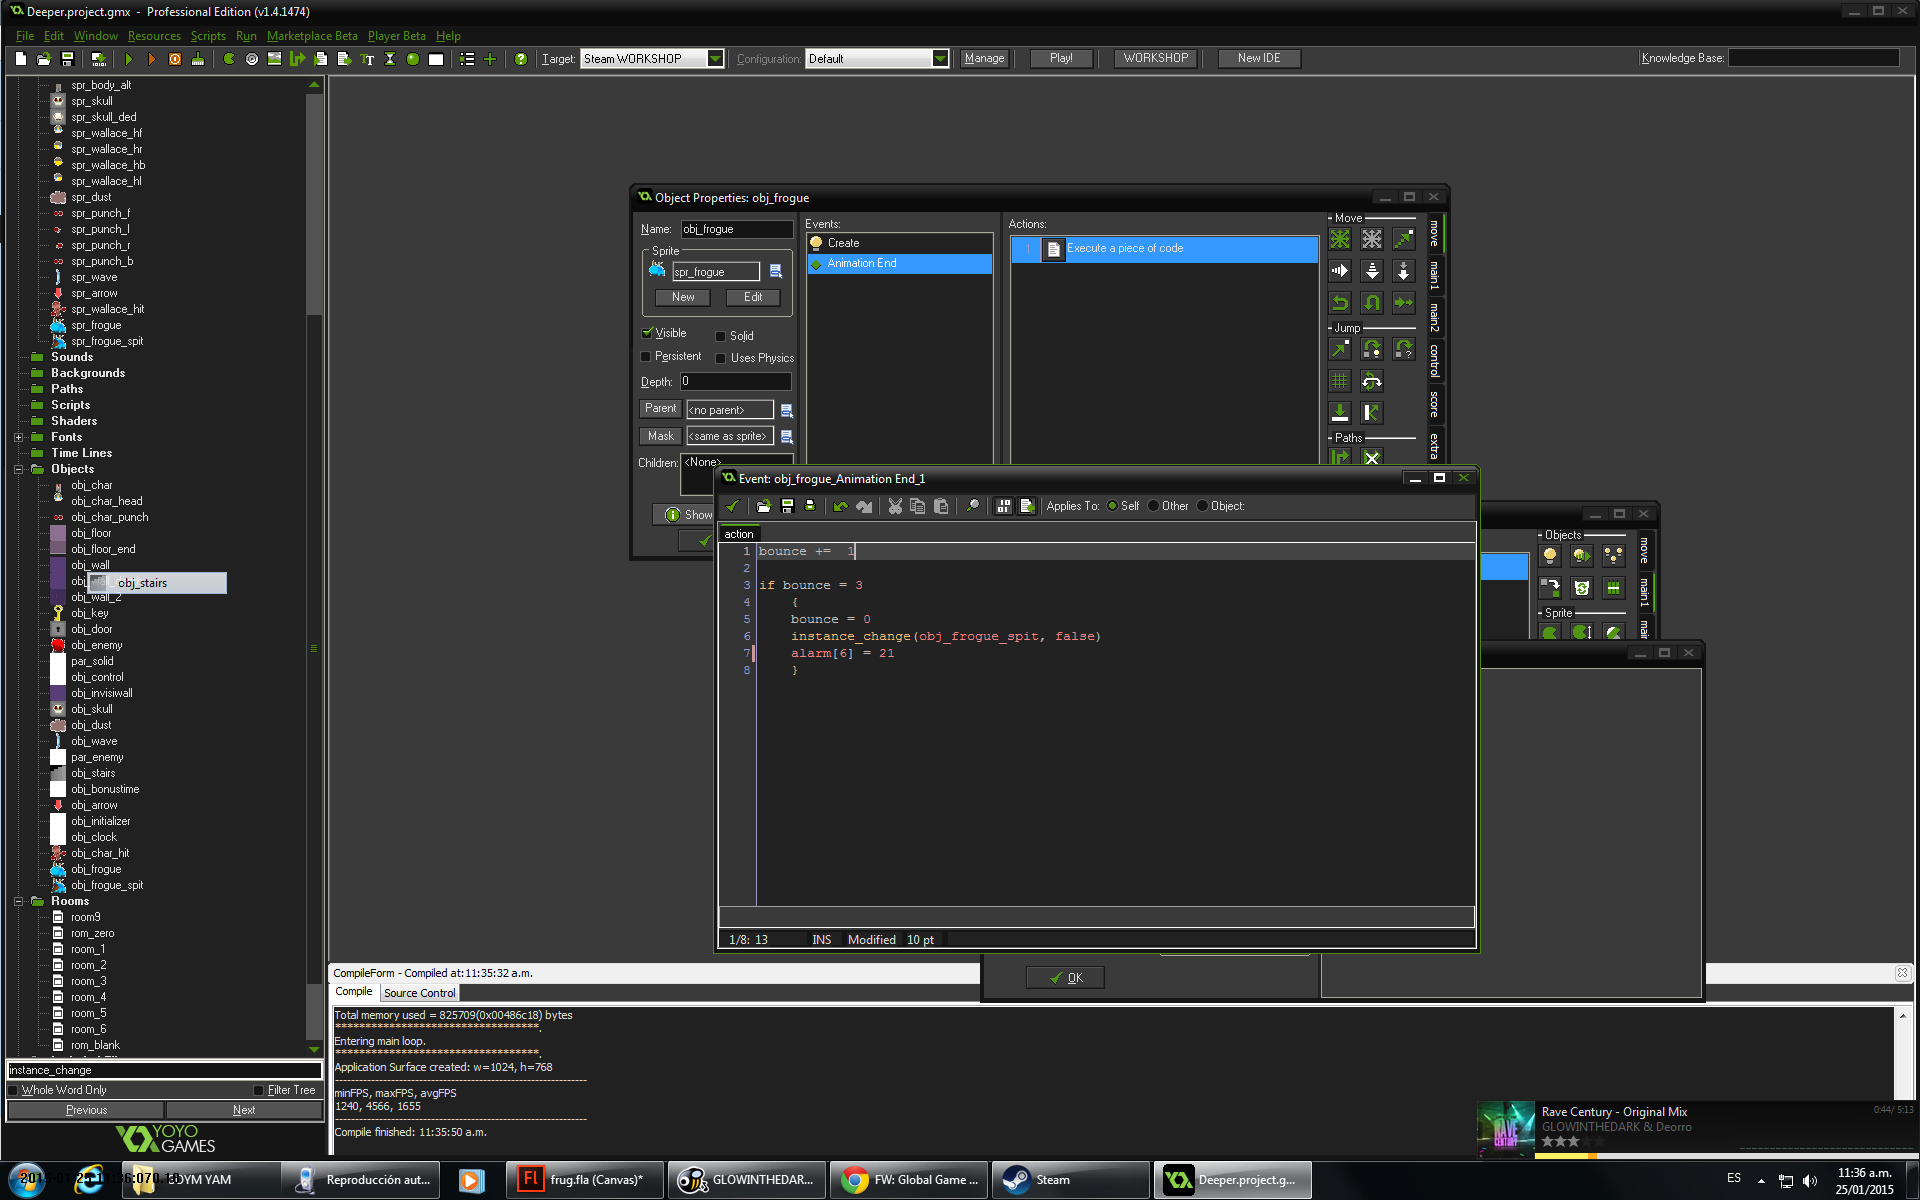 Deeper.project.gmx - Professional Edition (v1.4.1474)
File Edit Window Resources Scripts Run Marketplace Beta Player Beta Help
Target: Steam WORKSHOP Configuration: Default Manage Play! WORKSHOP New IDE Knowledge Base:
spr_body_alt
spr_skull
spr_skull_ded
spr_wallace_hf
spr_wallace_hr
spr_wallace_hb
spr_wallace_hl
spr_dust
spr_punch_f
spr_punch_l
spr_punch_r
spr_punch_b
spr_wave
spr_arrow
spr_wallace_hit
spr_frogue
spr_frogue_spit
Sounds
Backgrounds
Paths
Scripts
Shaders
Fonts
Time Lines
Objects
obj_char
obj_char_head
obj_char_punch
obj_floor
obj_floor_end
obj_wall
obj_stairs
obj_wall_2
obj_key
obj_door
obj_enemy
par_solid
obj_control
obj_invisiwall
obj_skull
obj_dust
obj_wave
par_enemy
obj_stairs
obj_bonustime
obj_arrow
obj_initializer
obj_clock
obj_char_hit
obj_frogue
obj_frogue_spit
Rooms
room9
rom_zero
room_1
room_2
room_3
room_4
room_5
room_6
rom_blank
instance_change
Whole Word Only Filter Tree
Previous Next
YOYO GAMES
Object Properties: obj_frogue
Name: obj_frogue
Sprite
spr_frogue
New Edit
Visible Solid
Persistent Uses Physics
Depth: 0
Parent <no parent>
Mask <same as sprite>
Children: <None>
Show
Events:
Create
Animation End
Actions:
1 Execute a piece of code
Move
Jump
Paths
move
main1
main2
control
score
extra
Event: obj_frogue_Animation End_1
Applies To: Self Other Object:
action
1 bounce += 1
2
3 if bounce = 3
4 {
5 bounce = 0
6 instance_change(obj_frogue_spit, false)
7 alarm[6] = 21
8 }
1/8: 13 INS Modified 10 pt
Objects
Sprite
move
main1
OK
CompileForm - Compiled at:11:35:32 a.m.
Compile Source Control
Total memory used = 825709(0x00486c18) bytes
***********************************.
Entering main loop.
***********************************.
Application Surface created: w=1024, h=768
minFPS, maxFPS, avgFPS
1240, 4566, 1655
Compile finished: 11:35:50 a.m.
RAVE CENTURY
Rave Century - Original Mix
GLOWINTHEDARK & Deorro
0:44/ 5:13
YAM
Reproducción aut...
frug.fla (Canvas)*
GLOWINTHEDAR...
FW: Global Game ...
Steam
Deeper.project.g...
ES
11:36 a.m.
25/01/2015